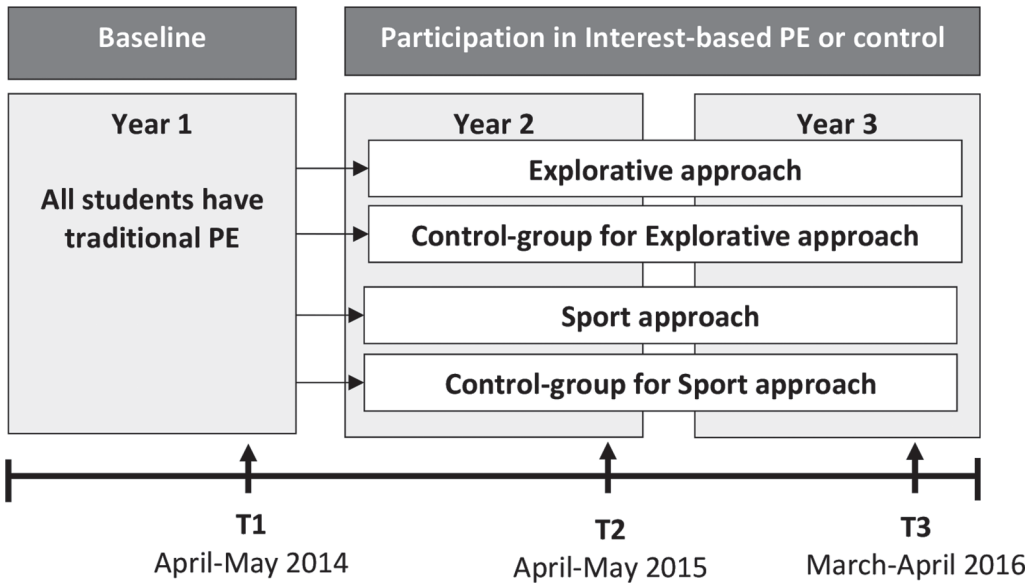 Baseline
Participation in Interest-based PE or control
Year 1
All students have
traditional PE
Year 2
Year 3
Explorative approach
Control-group for Explorative approach
Sport approach
Control-group for Sport approach
T1
April-May 2014
T2
April-May 2015
T3
March-April 2016